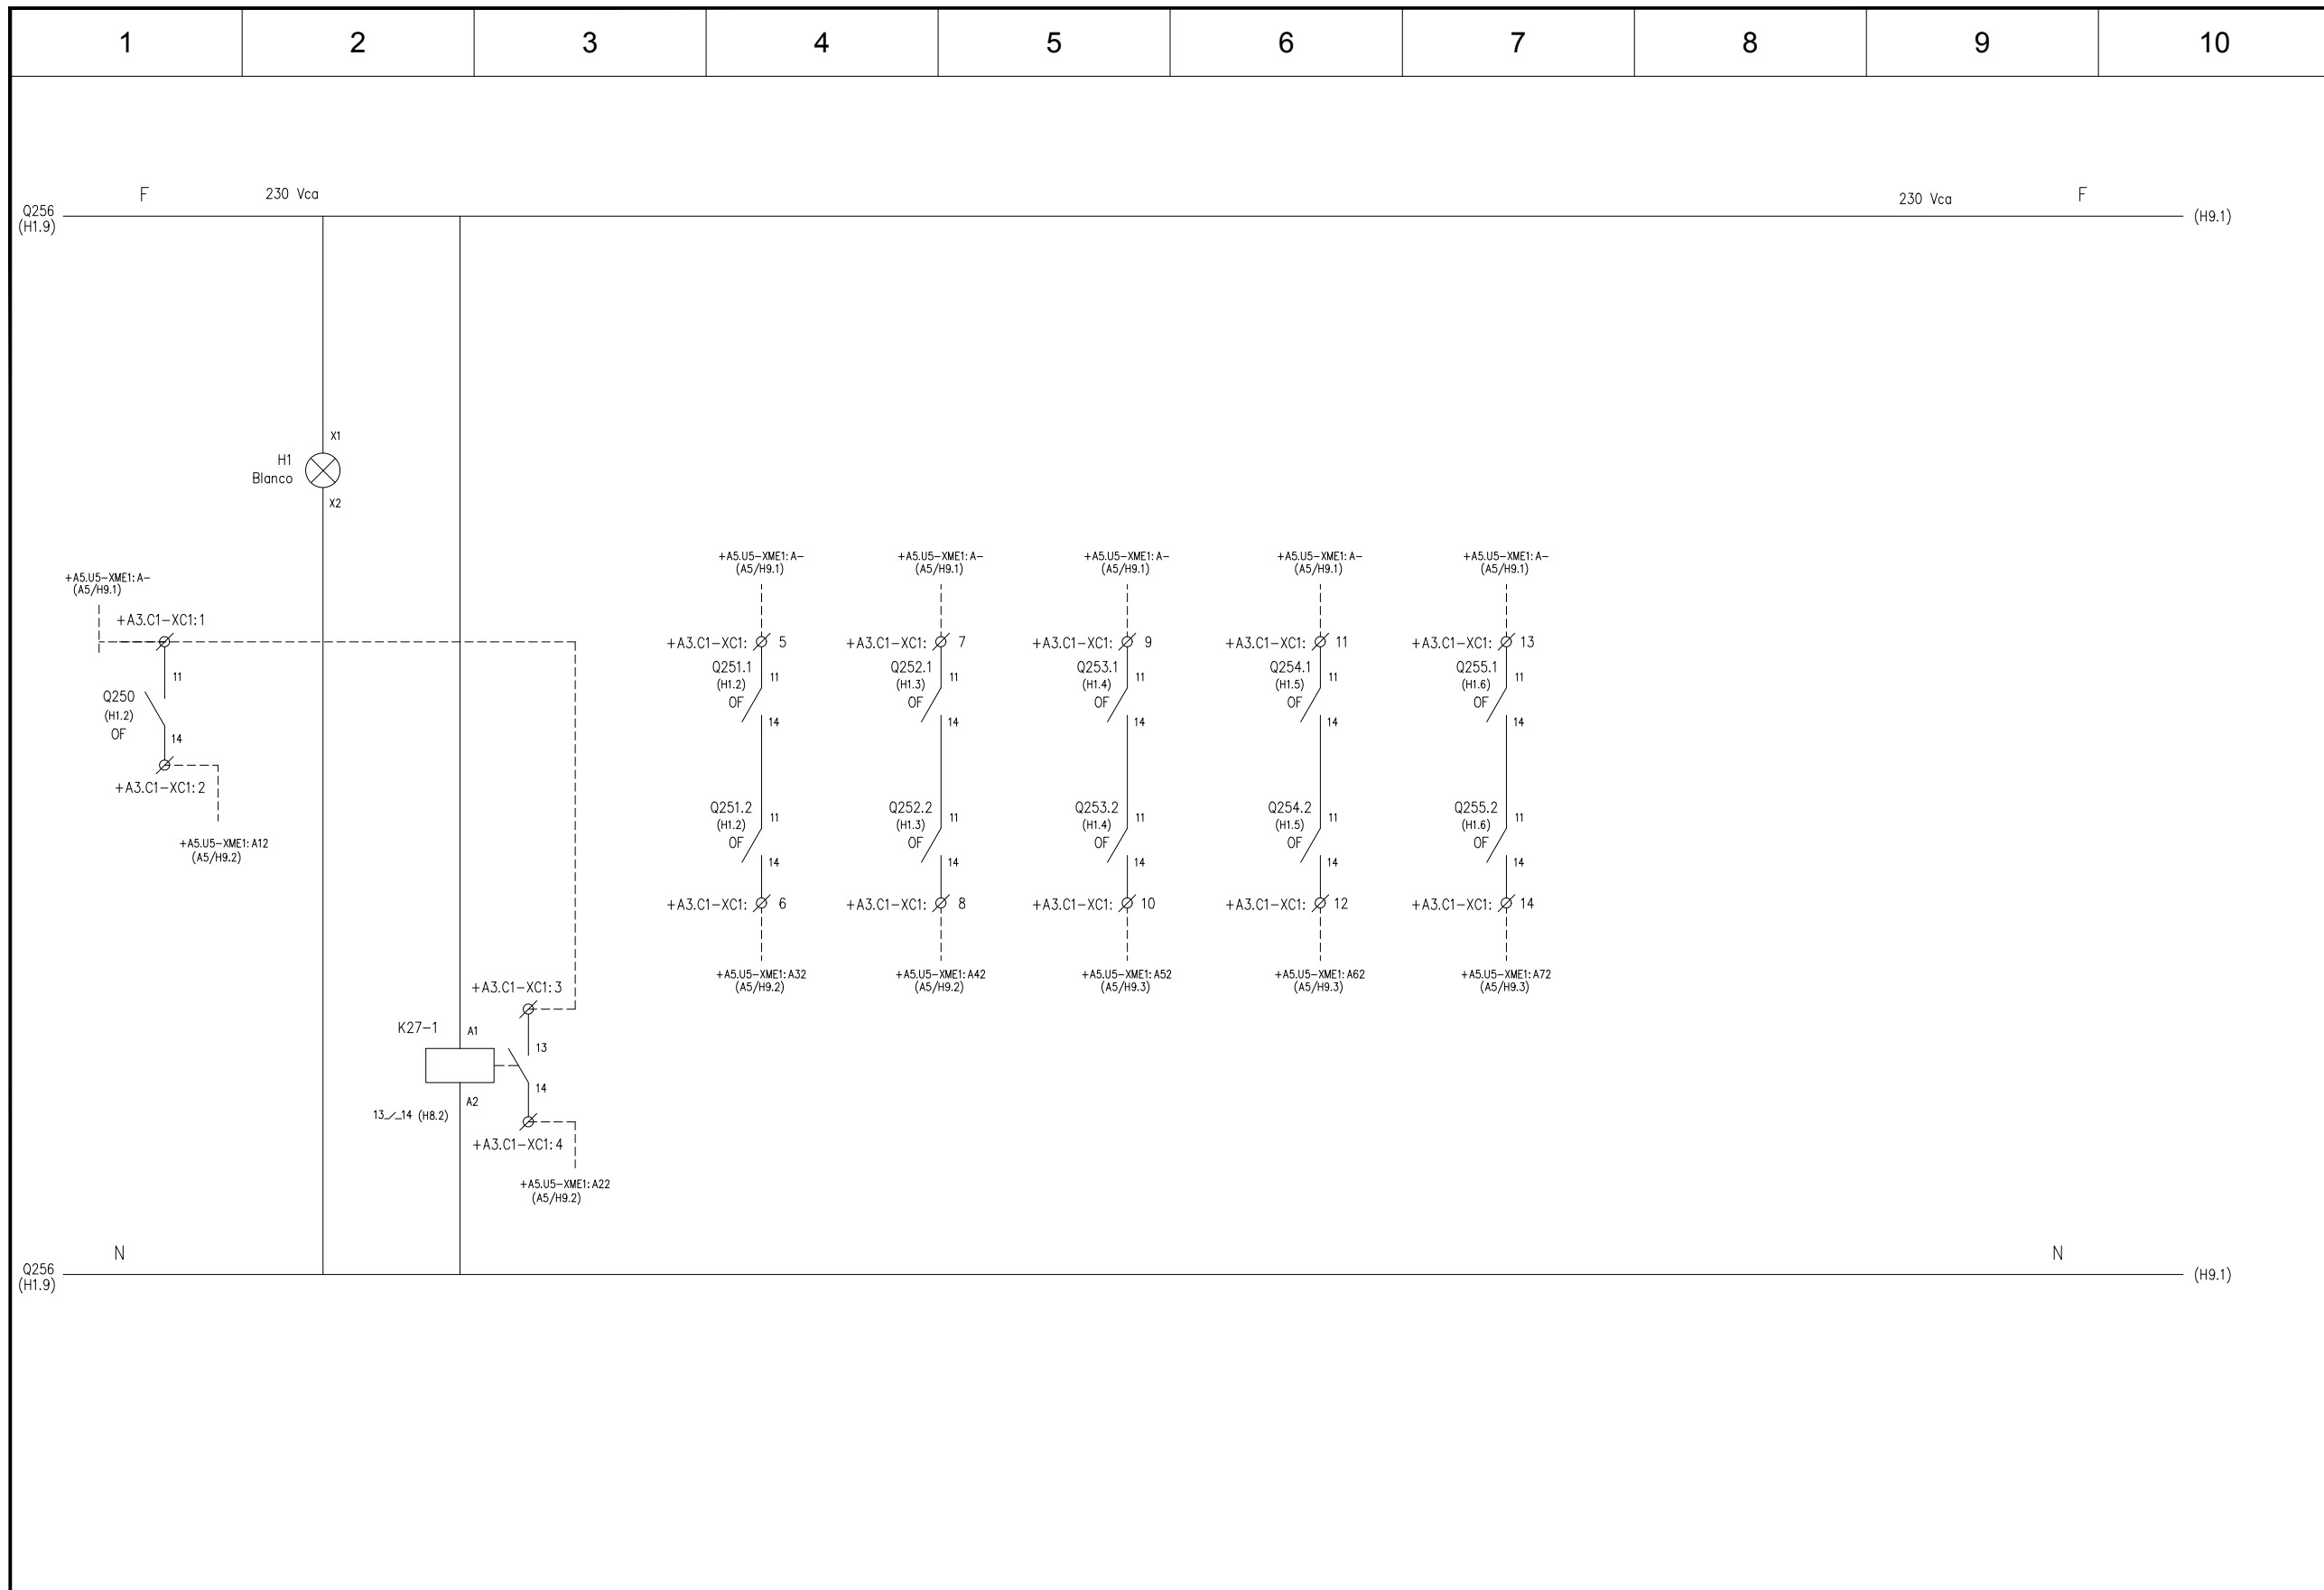 1 2 3 4 5 6 7 8 9 10
F 230 Vca 230 Vca F
Q256
(H1.9)
(H9.1)
X1
H1
Blanco
X2
+A5.U5-XME1:A-
(A5/H9.1)
+A3.C1-XC1:1
11
Q250
(H1.2)
OF
14
+A3.C1-XC1:2
+A5.U5-XME1:A12
(A5/H9.2)
+A3.C1-XC1:3
K27-1
A1
13
14
A2
13_/_14 (H8.2)
+A3.C1-XC1:4
+A5.U5-XME1:A22
(A5/H9.2)
+A5.U5-XME1:A-
(A5/H9.1)
+A3.C1-XC1: 5
Q251.1
(H1.2)
OF
11
14
Q251.2
(H1.2)
OF
11
14
+A3.C1-XC1: 6
+A5.U5-XME1:A32
(A5/H9.2)
+A5.U5-XME1:A-
(A5/H9.1)
+A3.C1-XC1: 7
Q252.1
(H1.3)
OF
11
14
Q252.2
(H1.3)
OF
11
14
+A3.C1-XC1: 8
+A5.U5-XME1:A42
(A5/H9.2)
+A5.U5-XME1:A-
(A5/H9.1)
+A3.C1-XC1: 9
Q253.1
(H1.4)
OF
11
14
Q253.2
(H1.4)
OF
11
14
+A3.C1-XC1: 10
+A5.U5-XME1:A52
(A5/H9.3)
+A5.U5-XME1:A-
(A5/H9.1)
+A3.C1-XC1: 11
Q254.1
(H1.5)
OF
11
14
Q254.2
(H1.5)
OF
11
14
+A3.C1-XC1: 12
+A5.U5-XME1:A62
(A5/H9.3)
+A5.U5-XME1:A-
(A5/H9.1)
+A3.C1-XC1: 13
Q255.1
(H1.6)
OF
11
14
Q255.2
(H1.6)
OF
11
14
+A3.C1-XC1: 14
+A5.U5-XME1:A72
(A5/H9.3)
N N
Q256
(H1.9)
(H9.1)